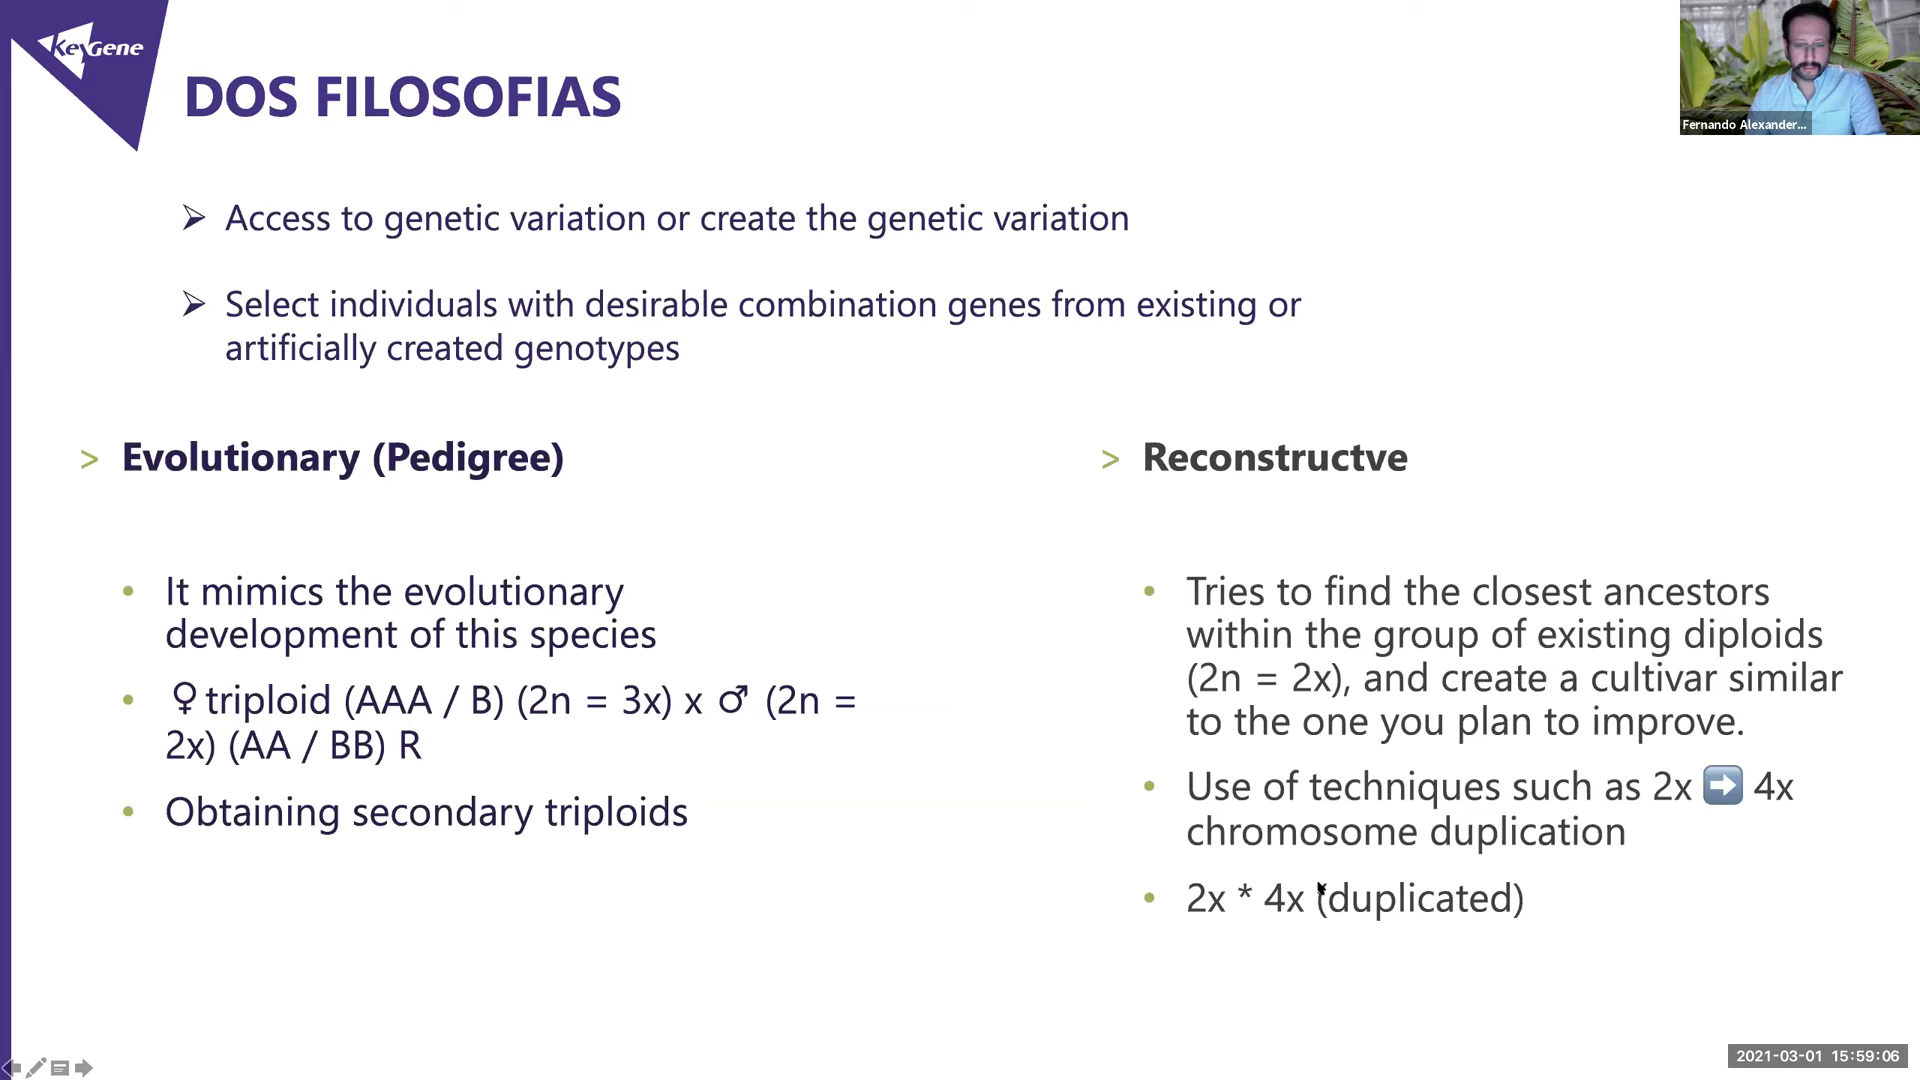 KeyGene
DOS FILOSOFIAS
Fernando Alexander...
➢ Access to genetic variation or create the genetic variation
➢ Select individuals with desirable combination genes from existing or
artificially created genotypes
> Evolutionary (Pedigree)
• It mimics the evolutionary
development of this species
• ♀triploid (AAA / B) (2n = 3x) x ♂ (2n =
2x) (AA / BB) R
• Obtaining secondary triploids
> Reconstructve
• Tries to find the closest ancestors
within the group of existing diploids
(2n = 2x), and create a cultivar similar
to the one you plan to improve.
• Use of techniques such as 2x ➡ 4x
chromosome duplication
• 2x * 4x (duplicated)
2021-03-01 15:59:06